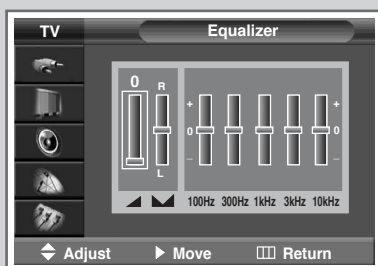 TV Equalizer
0 R
+ +
0 0
– –
L
100Hz 300Hz 1kHz 3kHz 10kHz
Adjust Move Return